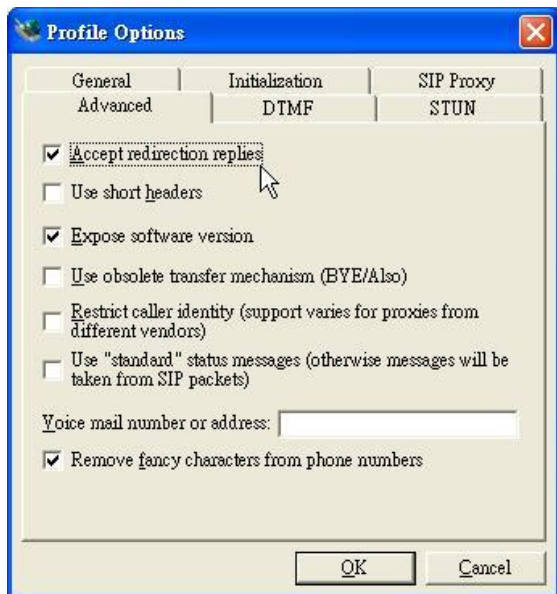 Profile Options
General Initialization SIP Proxy
Advanced DTMF STUN
Accept redirection replies
Use short headers
Expose software version
Use obsolete transfer mechanism (BYE/Also)
Restrict caller identity (support varies for proxies from
different vendors)
Use "standard" status messages (otherwise messages will be
taken from SIP packets)
Voice mail number or address:
Remove fancy characters from phone numbers
OK Cancel